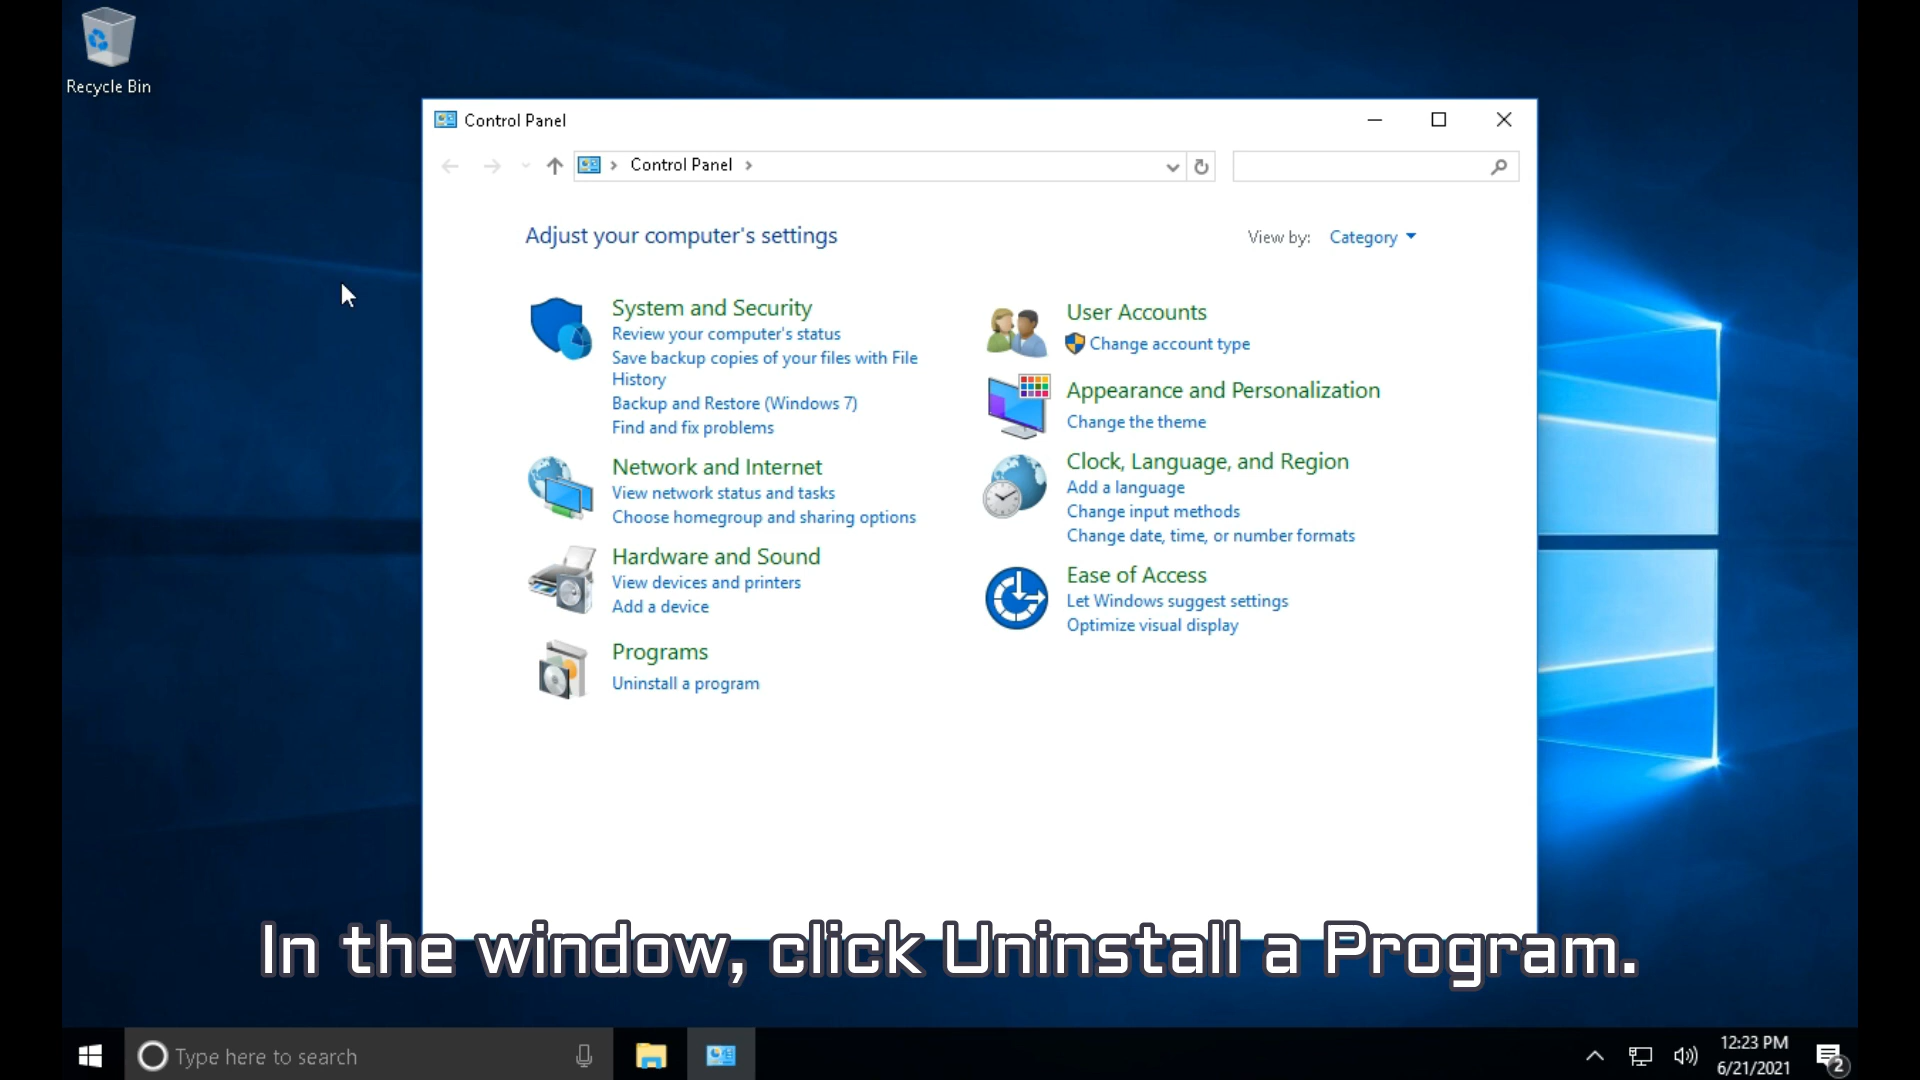 Recycle Bin
Control Panel
Control Panel
Adjust your computer's settings
View by: Category
System and Security
Review your computer's status
Save backup copies of your files with File
History
Backup and Restore (Windows 7)
Find and fix problems
Network and Internet
View network status and tasks
Choose homegroup and sharing options
Hardware and Sound
View devices and printers
Add a device
Programs
Uninstall a program
User Accounts
Change account type
Appearance and Personalization
Change the theme
Clock, Language, and Region
Add a language
Change input methods
Change date, time, or number formats
Ease of Access
Let Windows suggest settings
Optimize visual display
In the window, click Uninstall a Program.
Type here to search
12:23 PM
6/21/2021
2